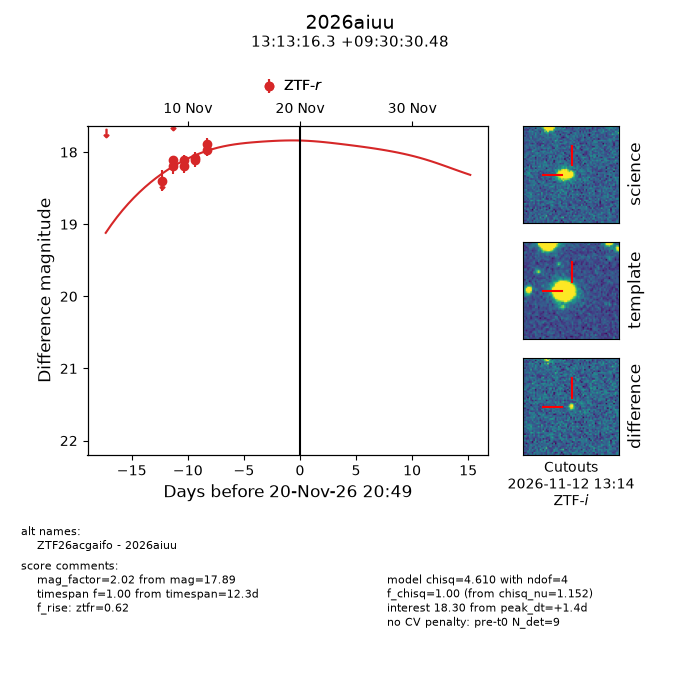 2026aiuu
13:13:16.3 +09:30:30.48
ZTF-r
10 Nov 20 Nov 30 Nov
18
19
20
21
22
Difference magnitude
−15 −10 −5 0 5 10 15
Days before 20-Nov-26 20:49
science
template
difference
Cutouts
2026-11-12 13:14
ZTF-i
alt names:
ZTF26acgaifo - 2026aiuu
score comments:
mag_factor=2.02 from mag=17.89
timespan f=1.00 from timespan=12.3d
f_rise: ztfr=0.62
model chisq=4.610 with ndof=4
f_chisq=1.00 (from chisq_nu=1.152)
interest 18.30 from peak_dt=+1.4d
no CV penalty: pre-t0 N_det=9